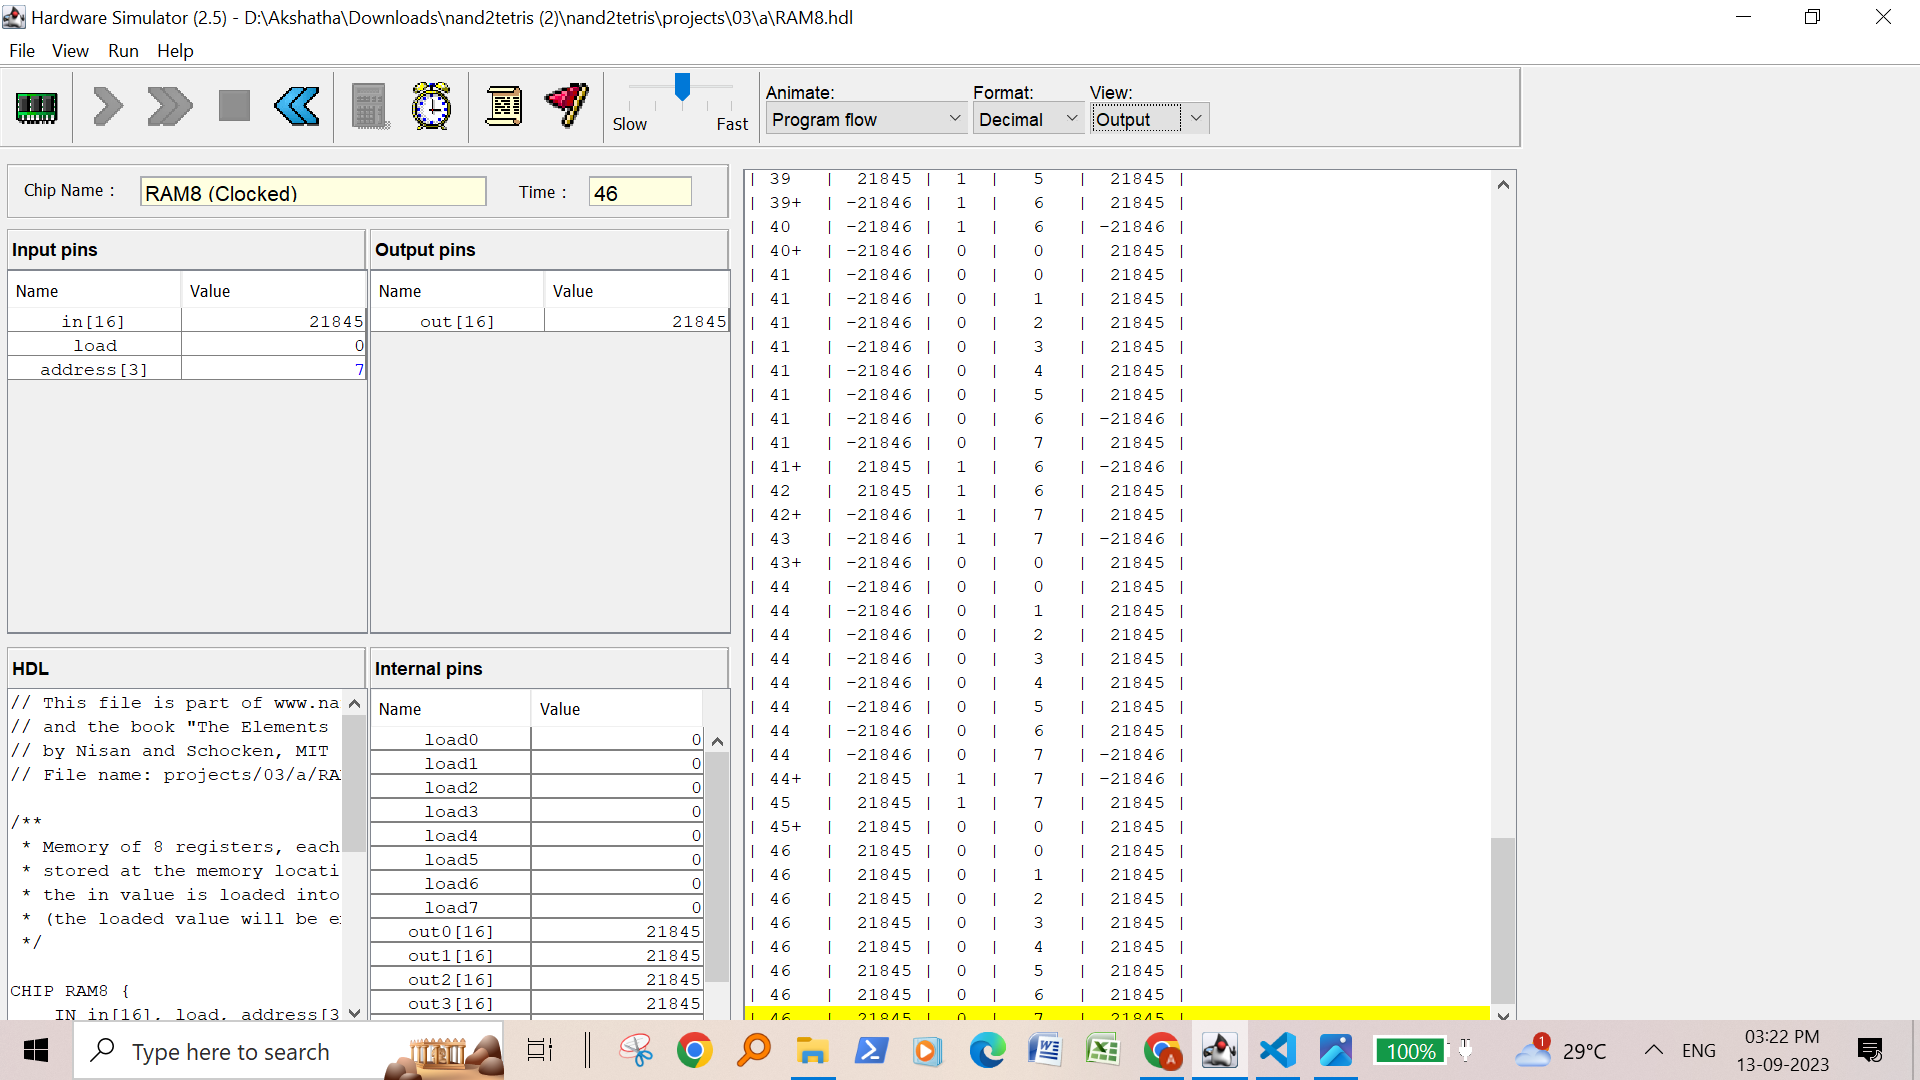 Hardware Simulator (2.5) - D:\Akshatha\Downloads\nand2tetris (2)\nand2tetris\projects\03\a\RAM8.hdl
File View Run Help
Slow Fast
Animate: Format: View:
Program flow Decimal Output
Chip Name : RAM8 (Clocked) Time : 46
Input pins
Name Value
in[16] 21845
load 0
address[3] 7
Output pins
Name Value
out[16] 21845
HDL
// This file is part of www.na
// and the book "The Elements
// by Nisan and Schocken, MIT
// File name: projects/03/a/RA
/**
* Memory of 8 registers, each
* stored at the memory locati
* the in value is loaded into
* (the loaded value will be e
*/
CHIP RAM8 {
IN in[16], load, address[3
Internal pins
Name Value
load0 0
load1 0
load2 0
load3 0
load4 0
load5 0
load6 0
load7 0
out0[16] 21845
out1[16] 21845
out2[16] 21845
out3[16] 21845
| 39 | 21845 | 1 | 5 | 21845 |
| 39+ | -21846 | 1 | 6 | 21845 |
| 40 | -21846 | 1 | 6 | -21846 |
| 40+ | -21846 | 0 | 0 | 21845 |
| 41 | -21846 | 0 | 0 | 21845 |
| 41 | -21846 | 0 | 1 | 21845 |
| 41 | -21846 | 0 | 2 | 21845 |
| 41 | -21846 | 0 | 3 | 21845 |
| 41 | -21846 | 0 | 4 | 21845 |
| 41 | -21846 | 0 | 5 | 21845 |
| 41 | -21846 | 0 | 6 | -21846 |
| 41 | -21846 | 0 | 7 | 21845 |
| 41+ | 21845 | 1 | 6 | -21846 |
| 42 | 21845 | 1 | 6 | 21845 |
| 42+ | -21846 | 1 | 7 | 21845 |
| 43 | -21846 | 1 | 7 | -21846 |
| 43+ | -21846 | 0 | 0 | 21845 |
| 44 | -21846 | 0 | 0 | 21845 |
| 44 | -21846 | 0 | 1 | 21845 |
| 44 | -21846 | 0 | 2 | 21845 |
| 44 | -21846 | 0 | 3 | 21845 |
| 44 | -21846 | 0 | 4 | 21845 |
| 44 | -21846 | 0 | 5 | 21845 |
| 44 | -21846 | 0 | 6 | 21845 |
| 44 | -21846 | 0 | 7 | -21846 |
| 44+ | 21845 | 1 | 7 | -21846 |
| 45 | 21845 | 1 | 7 | 21845 |
| 45+ | 21845 | 0 | 0 | 21845 |
| 46 | 21845 | 0 | 0 | 21845 |
| 46 | 21845 | 0 | 1 | 21845 |
| 46 | 21845 | 0 | 2 | 21845 |
| 46 | 21845 | 0 | 3 | 21845 |
| 46 | 21845 | 0 | 4 | 21845 |
| 46 | 21845 | 0 | 5 | 21845 |
| 46 | 21845 | 0 | 6 | 21845 |
| 46 | 21845 | 0 | 7 | 21845 |
Type here to search
100%
1
29°C
ENG
03:22 PM
13-09-2023